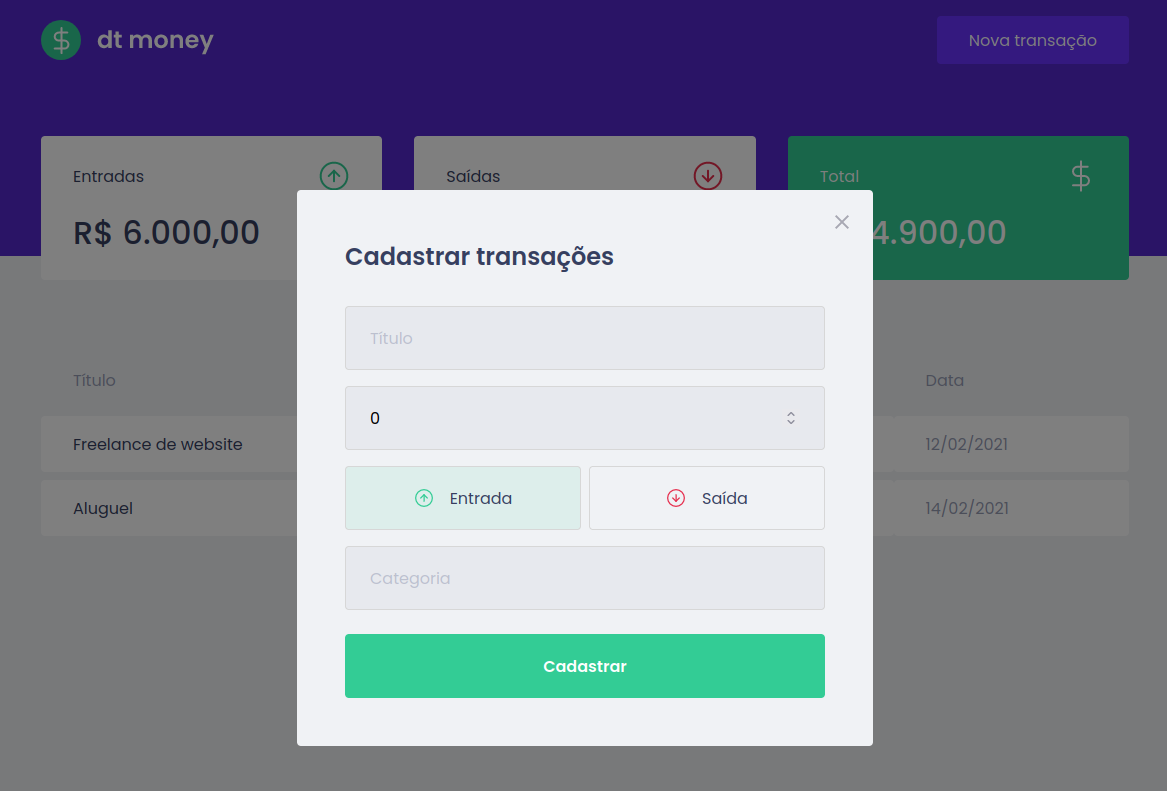 dt money
Nova transação
Entradas
Saídas
Total
R$ 6.000,00
4.900,00
Cadastrar transações
Título
0
Entrada
Saída
Categoria
Cadastrar
Título
Data
Freelance de website
12/02/2021
Aluguel
14/02/2021